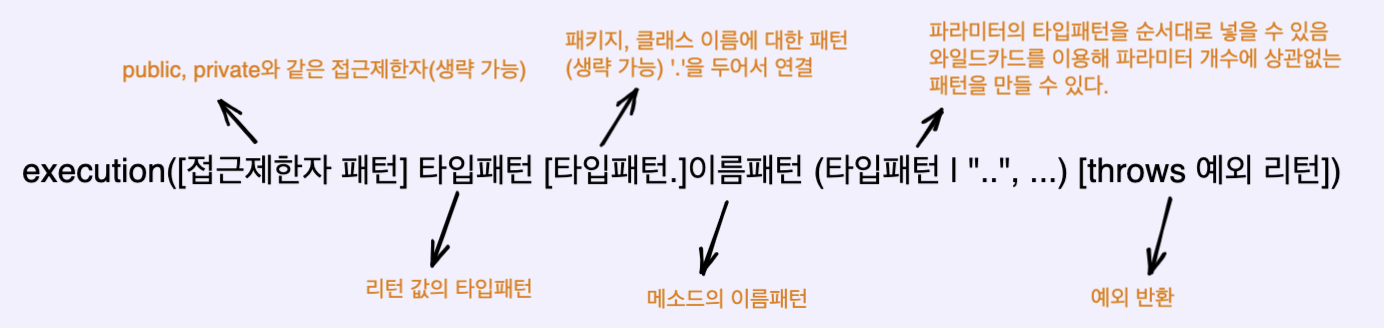 파라미터의 타입패턴을 순서대로 넣을 수 있음
패키지, 클래스 이름에 대한 패턴
와일드카드를 이용해 파라미터 개수에 상관없는
public, private와 같은 접근제한자(생략 가능)
(생략 가능) '.'을 두어서 연결
패턴을 만들 수 있다.
execution([접근제한자 패턴] 타입패턴 [타입패턴.]이름패턴 (타입패턴 | "..", ...) [throws 예외 리턴])
리턴 값의 타입패턴
메소드의 이름패턴
예외 반환